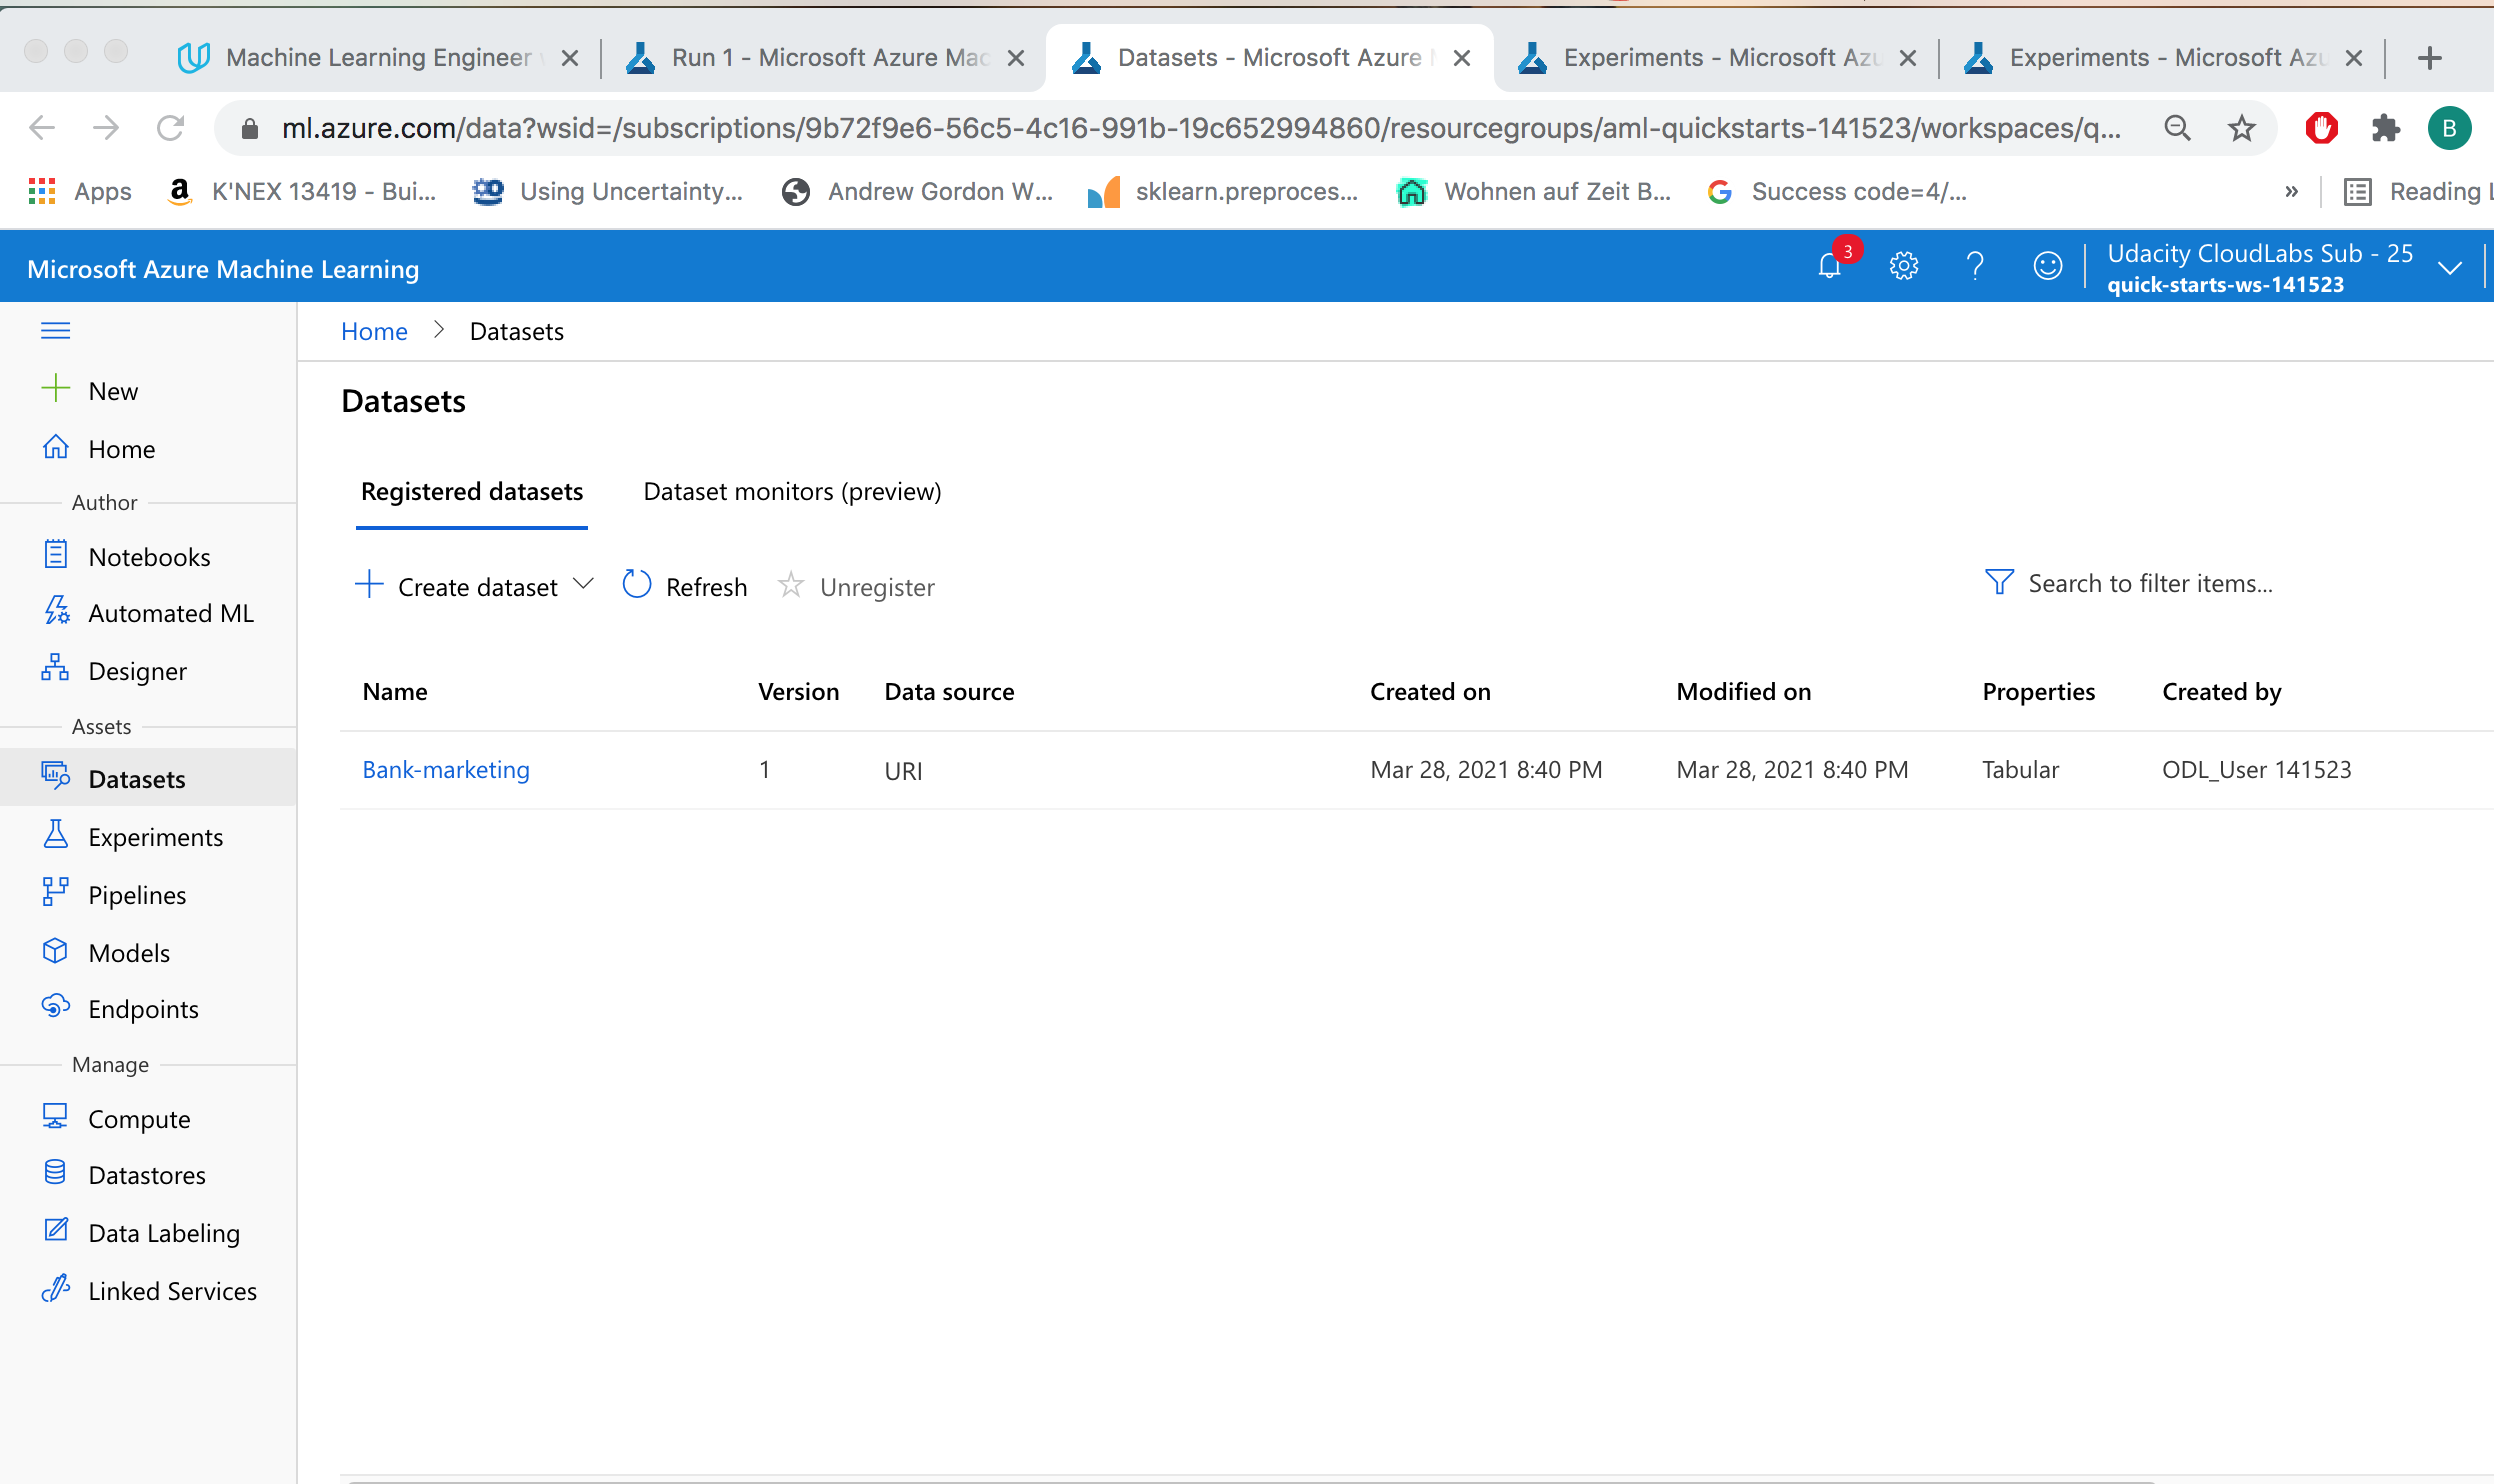 Machine Learning Engineer
Run 1 - Microsoft Azure Mac
Datasets - Microsoft Azure
Experiments - Microsoft Azu
Experiments - Microsoft Azu
ml.azure.com/data?wsid=/subscriptions/9b72f9e6-56c5-4c16-991b-19c652994860/resourcegroups/aml-quickstarts-141523/workspaces/q...
B
Apps
K'NEX 13419 - Bui...
Using Uncertainty...
Andrew Gordon W...
sklearn.preproces...
Wohnen auf Zeit B...
Success code=4/...
»
Reading L
Microsoft Azure Machine Learning
3
Udacity CloudLabs Sub - 25
quick-starts-ws-141523
Home > Datasets
New
Home
Author
Notebooks
Automated ML
Designer
Assets
Datasets
Experiments
Pipelines
Models
Endpoints
Manage
Compute
Datastores
Data Labeling
Linked Services
Datasets
Registered datasets Dataset monitors (preview)
Create dataset Refresh Unregister Search to filter items...
Name Version Data source Created on Modified on Properties Created by
Bank-marketing 1 URI Mar 28, 2021 8:40 PM Mar 28, 2021 8:40 PM Tabular ODL_User 141523